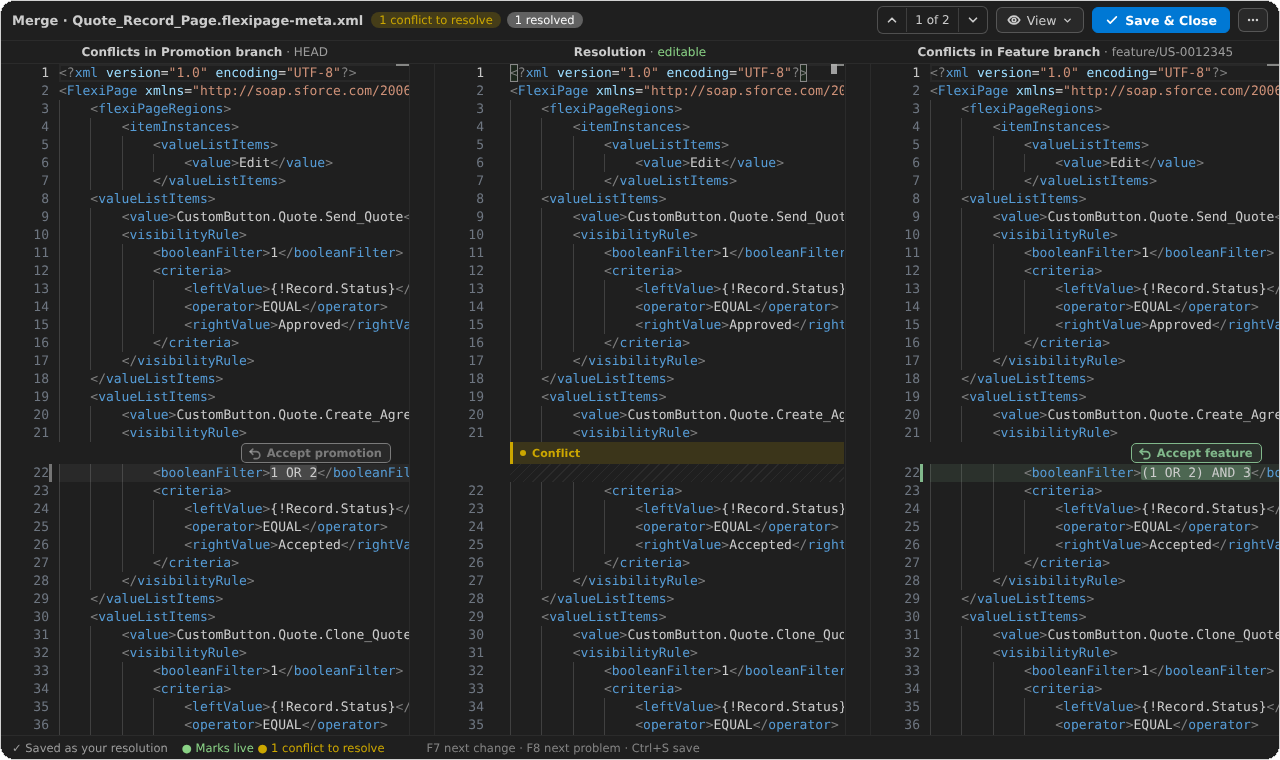 Merge · Quote_Record_Page.flexipage-meta.xml 1 conflict to resolve 1 resolved 1 of 2 View Save & Close
Conflicts in Promotion branch · HEAD
1 <?xml version="1.0" encoding="UTF-8"?>
2 <FlexiPage xmlns="http://soap.sforce.com/2006
3 <flexiPageRegions>
4 <itemInstances>
5 <valueListItems>
6 <value>Edit</value>
7 </valueListItems>
8 <valueListItems>
9 <value>CustomButton.Quote.Send_Quote<
10 <visibilityRule>
11 <booleanFilter>1</booleanFilter>
12 <criteria>
13 <leftValue>{!Record.Status}</
14 <operator>EQUAL</operator>
15 <rightValue>Approved</rightVa
16 </criteria>
17 </visibilityRule>
18 </valueListItems>
19 <valueListItems>
20 <value>CustomButton.Quote.Create_Agre
21 <visibilityRule>
Accept promotion
22 <booleanFilter>1 OR 2</booleanFil
23 <criteria>
24 <leftValue>{!Record.Status}</
25 <operator>EQUAL</operator>
26 <rightValue>Accepted</rightVa
27 </criteria>
28 </visibilityRule>
29 </valueListItems>
30 <valueListItems>
31 <value>CustomButton.Quote.Clone_Quote
32 <visibilityRule>
33 <booleanFilter>1</booleanFilter>
34 <criteria>
35 <leftValue>{!Record.Status}</
36 <operator>EQUAL</operator>
Resolution · editable
1 <?xml version="1.0" encoding="UTF-8"?>
2 <FlexiPage xmlns="http://soap.sforce.com/20
3 <flexiPageRegions>
4 <itemInstances>
5 <valueListItems>
6 <value>Edit</value>
7 </valueListItems>
8 <valueListItems>
9 <value>CustomButton.Quote.Send_Quot
10 <visibilityRule>
11 <booleanFilter>1</booleanFilter
12 <criteria>
13 <leftValue>{!Record.Status}
14 <operator>EQUAL</operator>
15 <rightValue>Approved</right
16 </criteria>
17 </visibilityRule>
18 </valueListItems>
19 <valueListItems>
20 <value>CustomButton.Quote.Create_Ag
21 <visibilityRule>
Conflict
22 <criteria>
23 <leftValue>{!Record.Status}
24 <operator>EQUAL</operator>
25 <rightValue>Accepted</right
26 </criteria>
27 </visibilityRule>
28 </valueListItems>
29 <valueListItems>
30 <value>CustomButton.Quote.Clone_Quo
31 <visibilityRule>
32 <booleanFilter>1</booleanFilter
33 <criteria>
34 <leftValue>{!Record.Status}
35 <operator>EQUAL</operator>
Conflicts in Feature branch · feature/US-0012345
1 <?xml version="1.0" encoding="UTF-8"?>
2 <FlexiPage xmlns="http://soap.sforce.com/2006
3 <flexiPageRegions>
4 <itemInstances>
5 <valueListItems>
6 <value>Edit</value>
7 </valueListItems>
8 <valueListItems>
9 <value>CustomButton.Quote.Send_Quote<
10 <visibilityRule>
11 <booleanFilter>1</booleanFilter>
12 <criteria>
13 <leftValue>{!Record.Status}</
14 <operator>EQUAL</operator>
15 <rightValue>Approved</rightVa
16 </criteria>
17 </visibilityRule>
18 </valueListItems>
19 <valueListItems>
20 <value>CustomButton.Quote.Create_Agre
21 <visibilityRule>
Accept feature
22 <booleanFilter>(1 OR 2) AND 3</bo
23 <criteria>
24 <leftValue>{!Record.Status}</
25 <operator>EQUAL</operator>
26 <rightValue>Accepted</rightVa
27 </criteria>
28 </visibilityRule>
29 </valueListItems>
30 <valueListItems>
31 <value>CustomButton.Quote.Clone_Quote
32 <visibilityRule>
33 <booleanFilter>1</booleanFilter>
34 <criteria>
35 <leftValue>{!Record.Status}</
36 <operator>EQUAL</operator>
✓ Saved as your resolution ● Marks live ● 1 conflict to resolve F7 next change · F8 next problem · Ctrl+S save